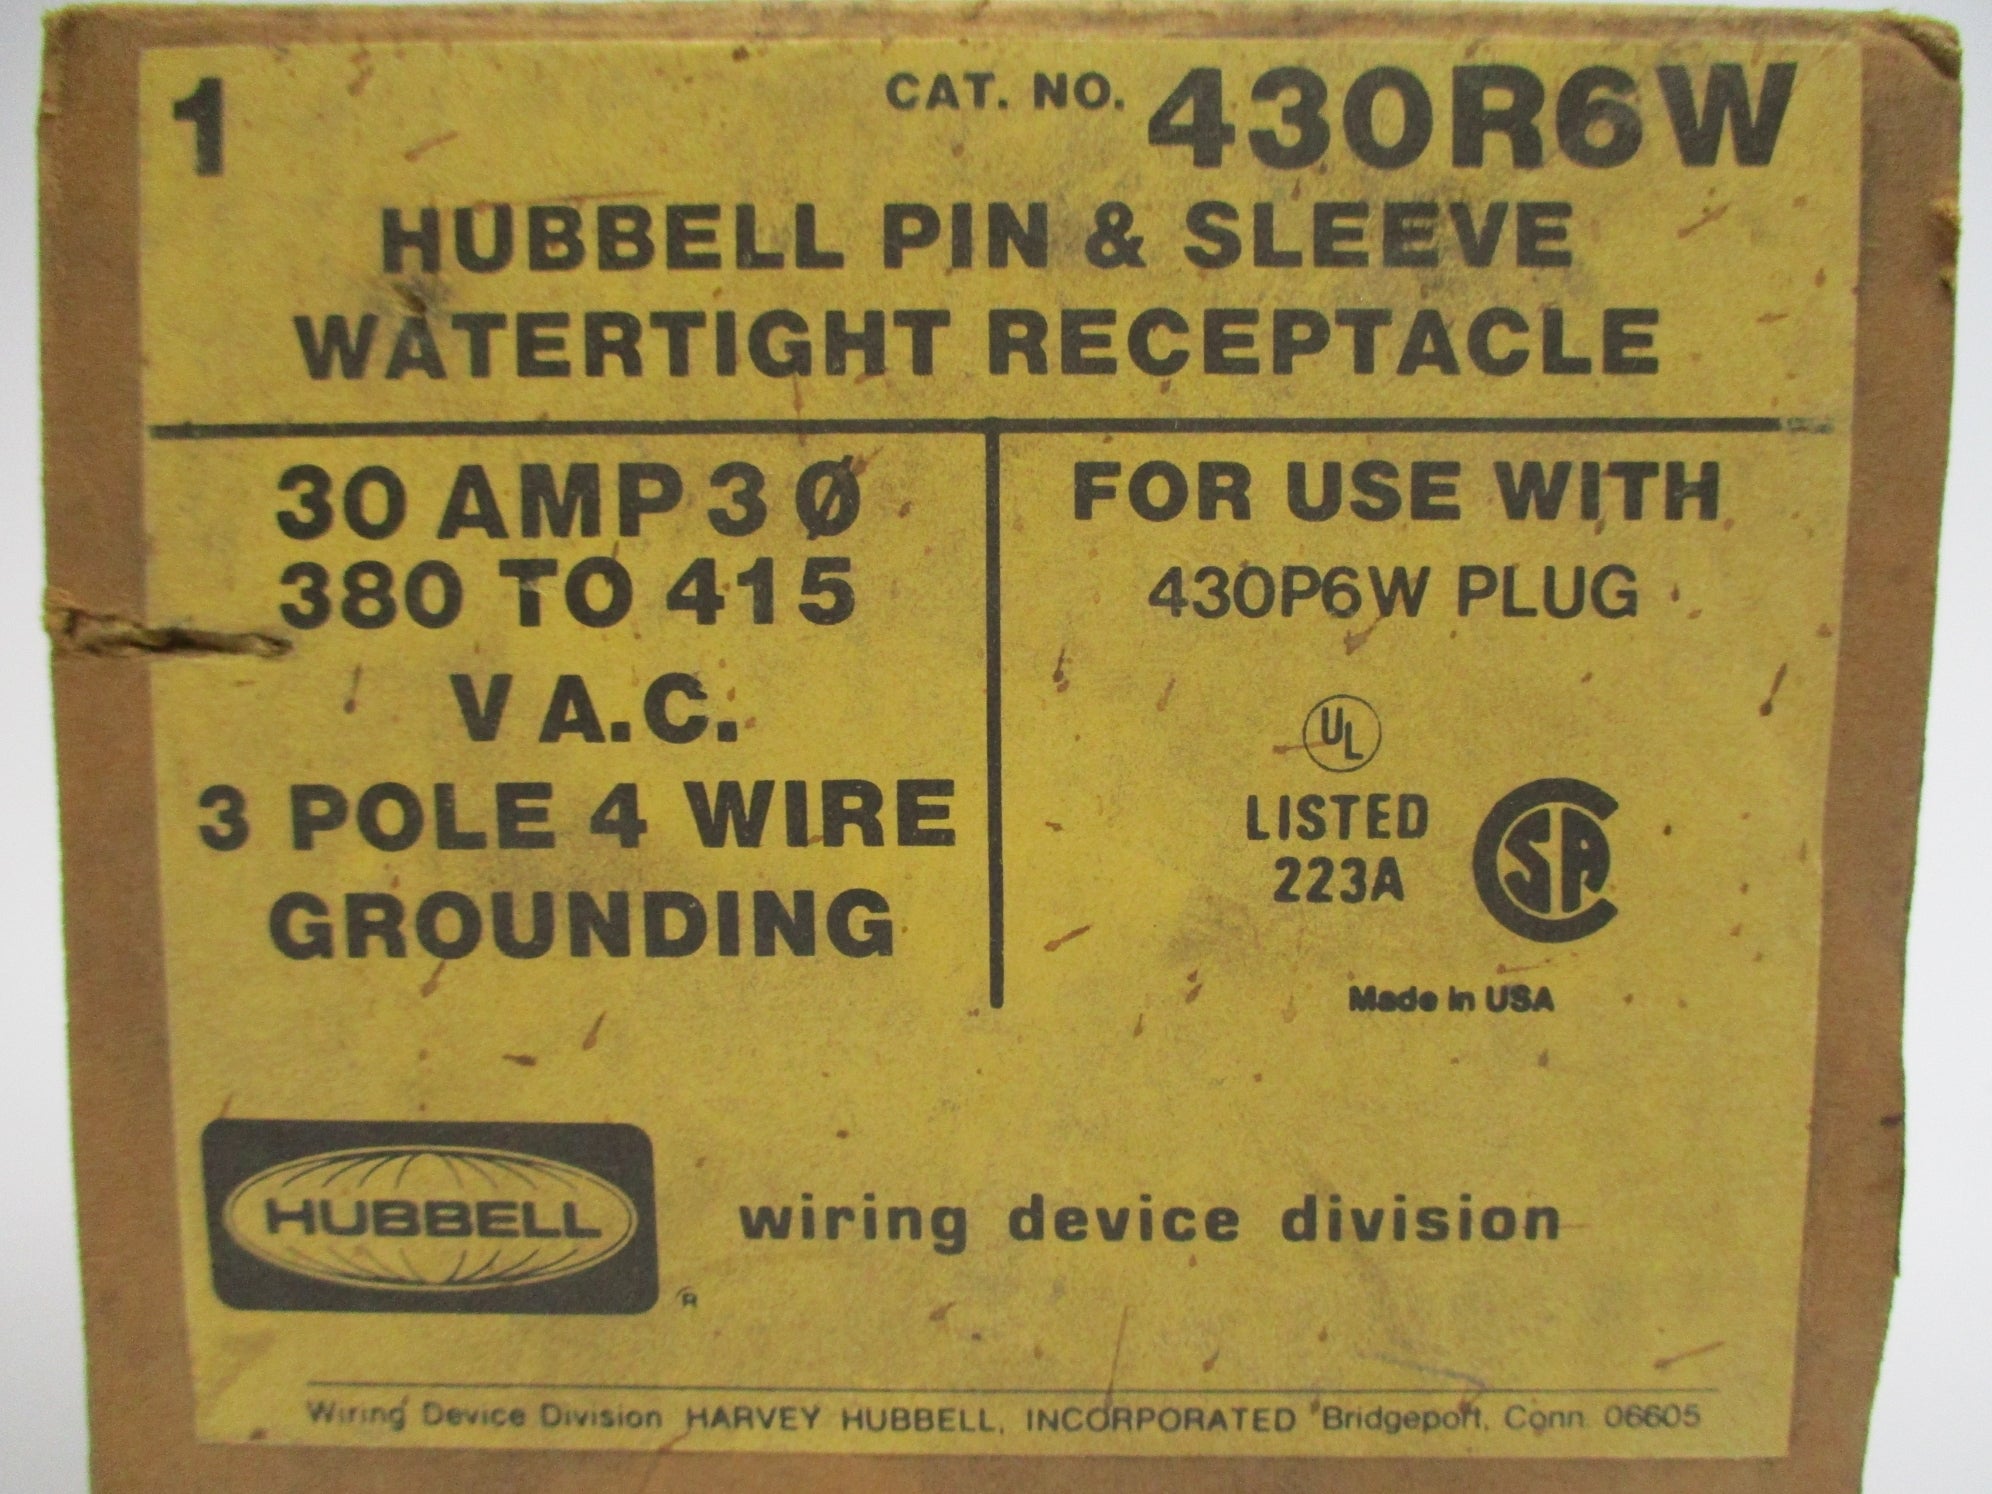 1 CAT. NO. 430R6W
HUBBELL PIN & SLEEVE
WATERTIGHT RECEPTACLE
30 AMP 3 Ø
380 TO 415
V A.C.
3 POLE 4 WIRE
GROUNDING
FOR USE WITH
430P6W PLUG
UL
LISTED
223A
CSA
Made in USA
HUBBELL
®
wiring device division
Wiring Device Division HARVEY HUBBELL, INCORPORATED Bridgeport, Conn. 06605